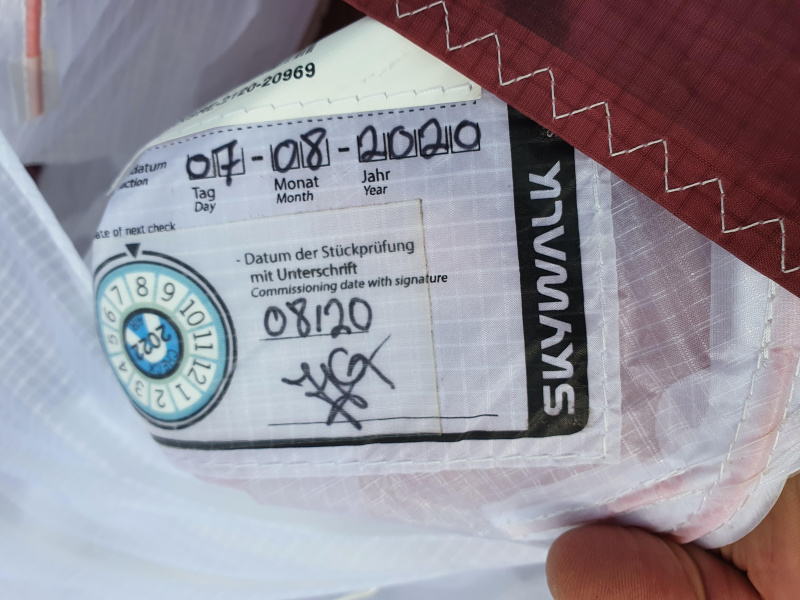 -20969
datum
07-08-2020
Tag
Day
Monat
Month
Jahr
Year
ate of next check
- Datum der Stückprüfung
mit Unterschrift
Commissioning date with signature
08/20
1 2 3 4 5 6 7 8 9 10 11 12
2022
SKYWALK